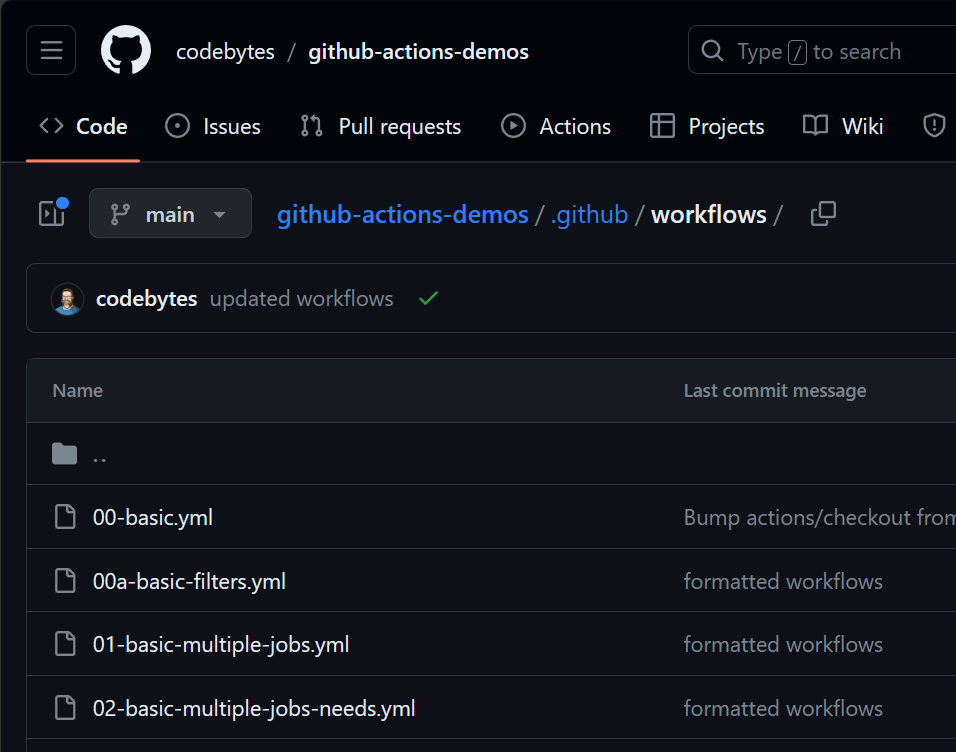 codebytes / github-actions-demos Type / to search
Code Issues Pull requests Actions Projects Wiki
main github-actions-demos / .github / workflows /
codebytes updated workflows
Name Last commit message
..
00-basic.yml Bump actions/checkout from
00a-basic-filters.yml formatted workflows
01-basic-multiple-jobs.yml formatted workflows
02-basic-multiple-jobs-needs.yml formatted workflows